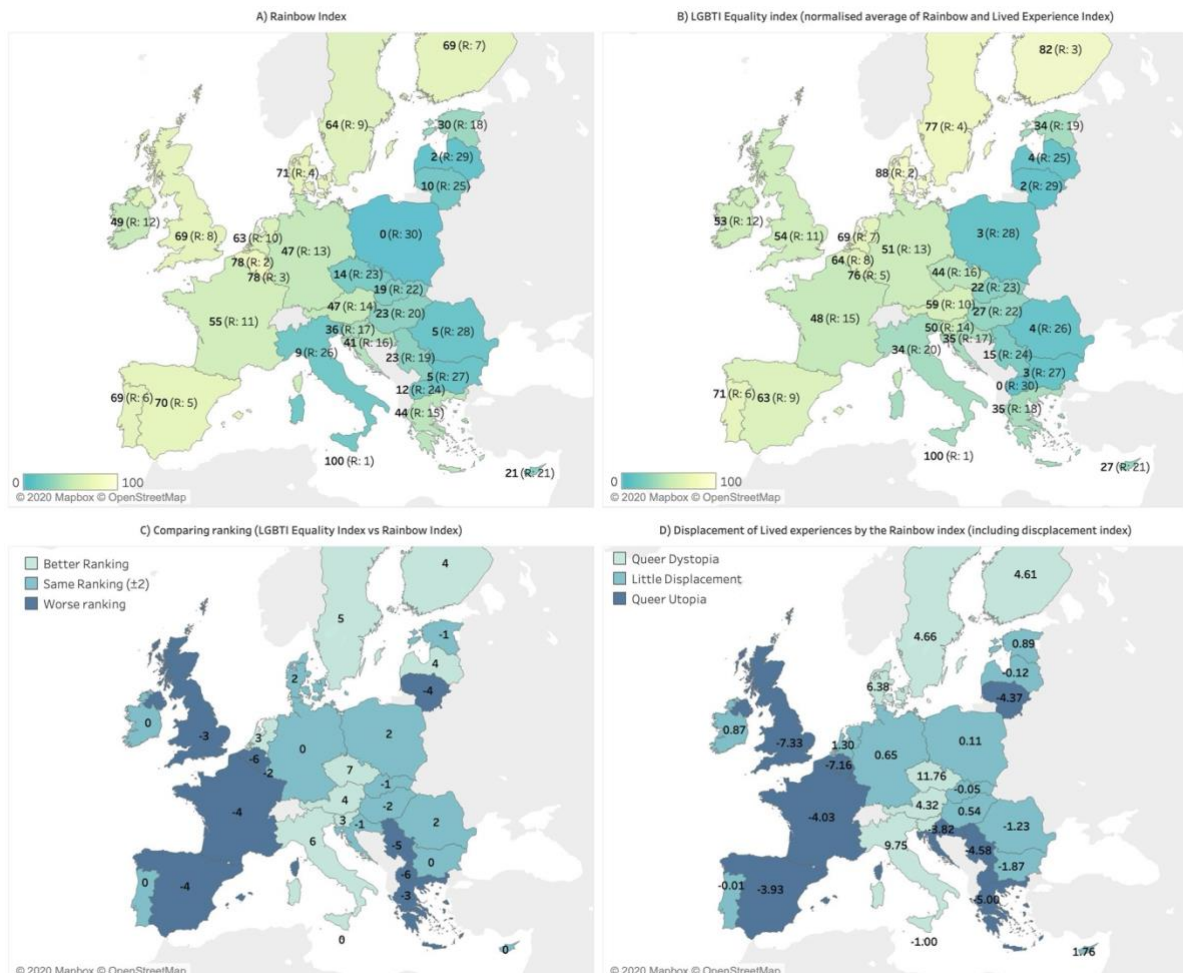 A) Rainbow Index
69 (R: 7)
64 (R: 9)
30 (R: 18)
2 (R: 29)
71 (R: 4)
10 (R: 25)
49 (R: 12)
69 (R: 8)
63 (R: 10)
47 (R: 13)
0 (R: 30)
78 (R: 2)
78 (R: 3)
14 (R: 23)
19 (R: 22)
47 (R: 14)
23 (R: 20)
55 (R: 11)
36 (R: 17)
5 (R: 28)
41 (R: 16)
9 (R: 26)
23 (R: 19)
5 (R: 27)
12 (R: 24)
69 (R: 6)
70 (R: 5)
44 (R: 15)
100 (R: 1)
21 (R: 21)
0 100
© 2020 Mapbox © OpenStreetMap
B) LGBTI Equality index (normalised average of Rainbow and Lived Experience Index)
82 (R: 3)
77 (R: 4)
34 (R: 19)
4 (R: 25)
88 (R: 2)
2 (R: 29)
53 (R: 12)
54 (R: 11)
69 (R: 7)
51 (R: 13)
3 (R: 28)
64 (R: 8)
76 (R: 5)
44 (R: 16)
22 (R: 23)
59 (R: 10)
27 (R: 22)
48 (R: 15)
50 (R: 14)
4 (R: 26)
35 (R: 17)
34 (R: 20)
15 (R: 24)
3 (R: 27)
0 (R: 30)
71 (R: 6)
63 (R: 9)
35 (R: 18)
100 (R: 1)
27 (R: 21)
0 100
© 2020 Mapbox © OpenStreetMap
C) Comparing ranking (LGBTI Equality Index vs Rainbow Index)
Better Ranking
Same Ranking (±2)
Worse ranking
4
5
-1
4
2
-4
0
-3
3
0
2
-6
-2
7
-1
4
-2
-4
3
-1
2
6
-5
0
-6
0
-4
-3
0
0
© 2020 Mapbox © OpenStreetMap
D) Displacement of Lived experiences by the Rainbow index (including discplacement index)
Queer Dystopia
Little Displacement
Queer Utopia
4.61
4.66
0.89
-0.12
6.38
-4.37
0.87
-7.33
1.30
0.65
0.11
-7.16
11.76
-0.05
4.32
0.54
-4.03
-3.82
-1.23
9.75
-4.58
-1.87
-0.01
-3.93
-5.00
-1.00
1.76
© 2020 Mapbox © OpenStreetMap